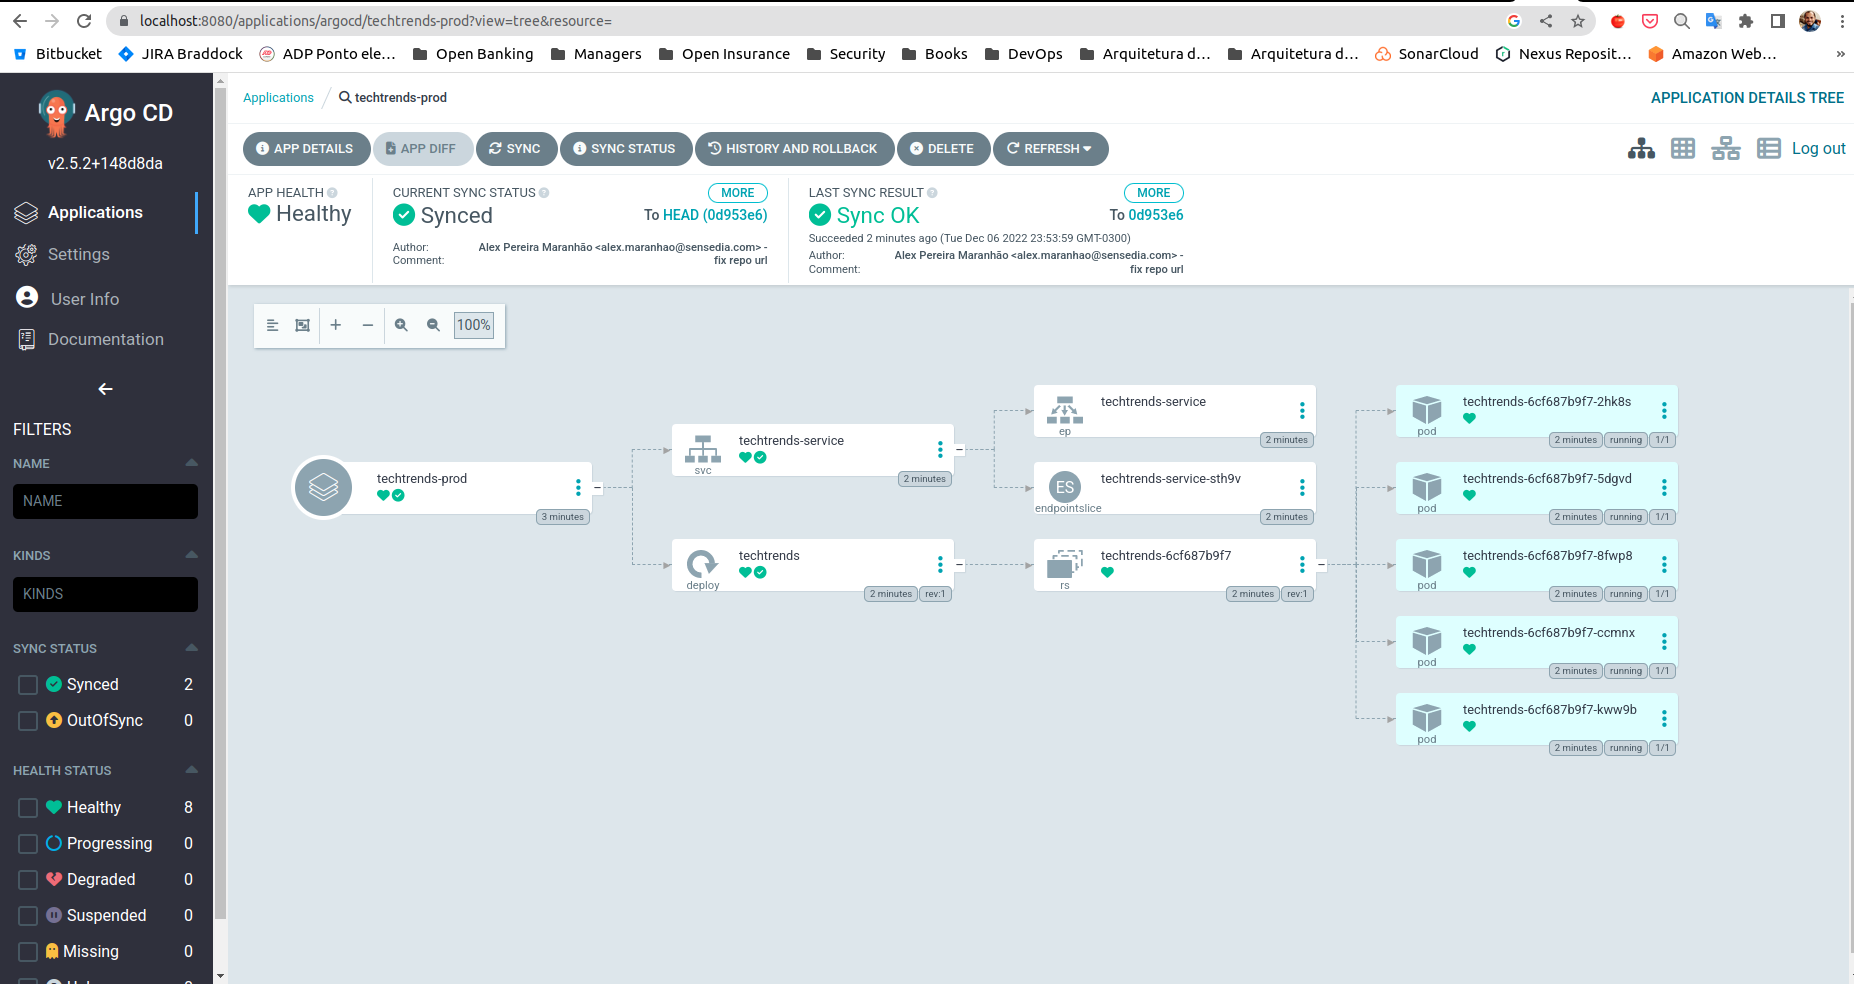 localhost:8080/applications/argocd/techtrends-prod?view=tree&resource=
Bitbucket JIRA Braddock ADP Ponto ele… Open Banking Managers Open Insurance Security Books DevOps Arquitetura d… Arquitetura d… SonarCloud Nexus Reposit… Amazon Web… »
Argo CD
v2.5.2+148d8da
Applications
Settings
User Info
Documentation
FILTERS
NAME
NAME
KINDS
KINDS
SYNC STATUS
Synced 2
OutOfSync 0
HEALTH STATUS
Healthy 8
Progressing 0
Degraded 0
Suspended 0
Missing 0
Applications / techtrends-prod
APPLICATION DETAILS TREE
APP DETAILS APP DIFF SYNC SYNC STATUS HISTORY AND ROLLBACK DELETE REFRESH
Log out
APP HEALTH
Healthy
CURRENT SYNC STATUS MORE
Synced To HEAD (0d953e6)
Author: Alex Pereira Maranhão <alex.maranhao@sensedia.com> -
Comment: fix repo url
LAST SYNC RESULT MORE
Sync OK To 0d953e6
Succeeded 2 minutes ago (Tue Dec 06 2022 23:53:59 GMT-0300)
Author: Alex Pereira Maranhão <alex.maranhao@sensedia.com> -
Comment: fix repo url
100%
techtrends-prod
3 minutes
techtrends-service
svc
2 minutes
techtrends
deploy
2 minutes rev:1
techtrends-service
ep
2 minutes
ES
techtrends-service-sth9v
endpointslice
2 minutes
techtrends-6cf687b9f7
rs
2 minutes rev:1
techtrends-6cf687b9f7-2hk8s
pod
2 minutes running 1/1
techtrends-6cf687b9f7-5dgvd
pod
2 minutes running 1/1
techtrends-6cf687b9f7-8fwp8
pod
2 minutes running 1/1
techtrends-6cf687b9f7-ccmnx
pod
2 minutes running 1/1
techtrends-6cf687b9f7-kww9b
pod
2 minutes running 1/1